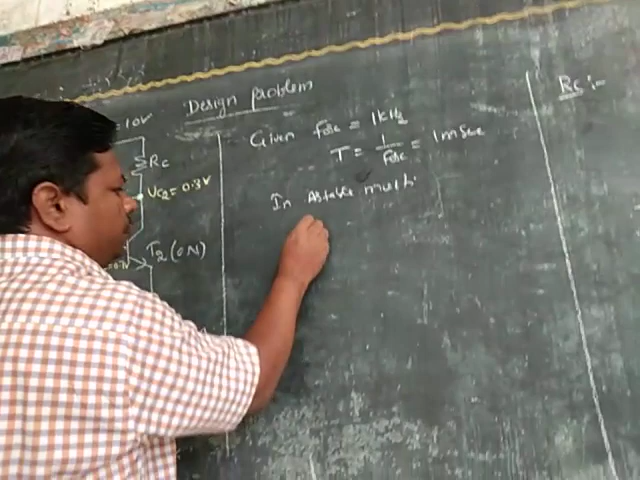 Design Problem
= 10V
Rc
Vc2 = 0.3V
T2 (ON)
Given Fosc = 1KHz
T = 1/Fosc = 1msec
In Astable multi
Rc :-